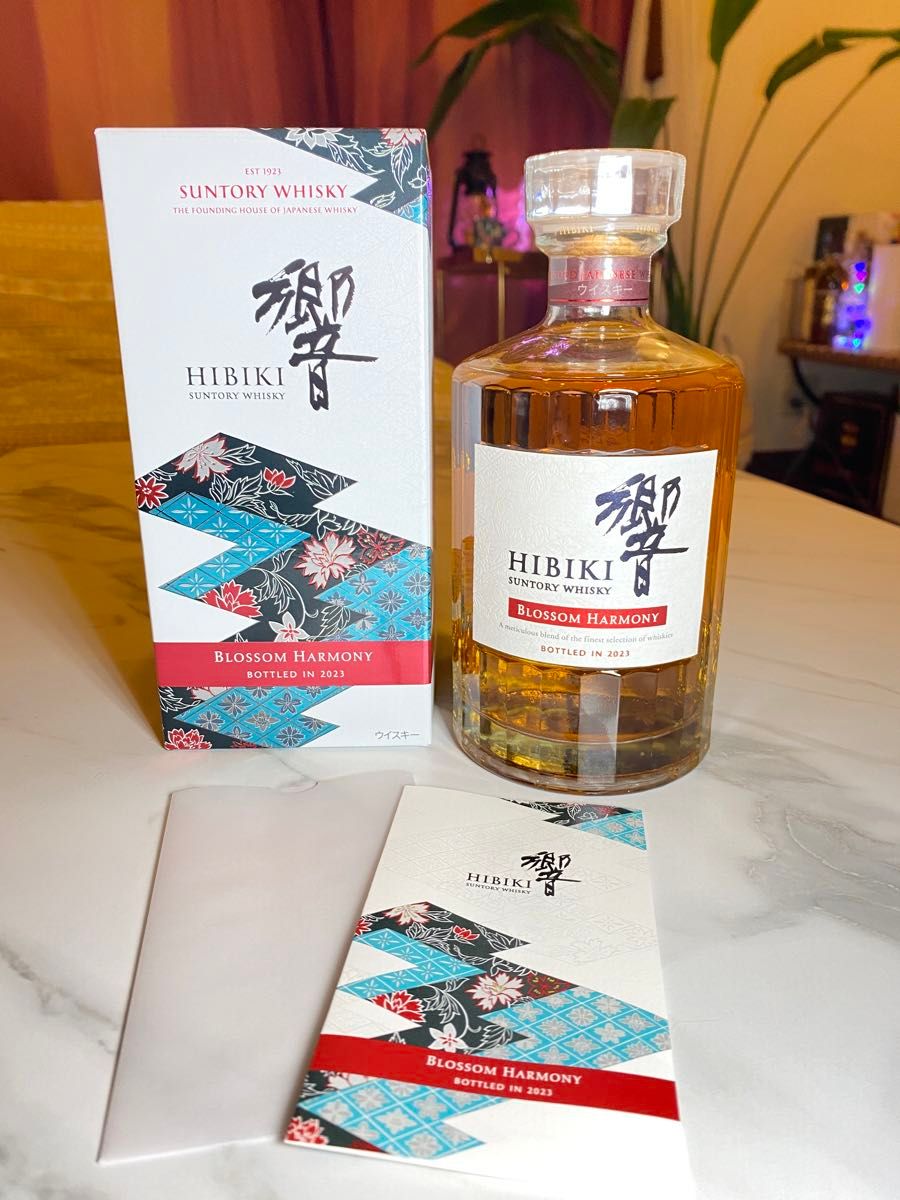 EST 1923
SUNTORY WHISKY
THE FOUNDING HOUSE OF JAPANESE WHISKY
響
HIBIKI
SUNTORY WHISKY
BLOSSOM HARMONY
BOTTLED IN 2023
ウイスキー
HIBIKI
JAPANESE
ウイスキー
響
HIBIKI
SUNTORY WHISKY
BLOSSOM HARMONY
A meticulous blend of the finest selection of whiskies
BOTTLED IN 2023
響
HIBIKI
SUNTORY WHISKY
BLOSSOM HARMONY
BOTTLED IN 2023